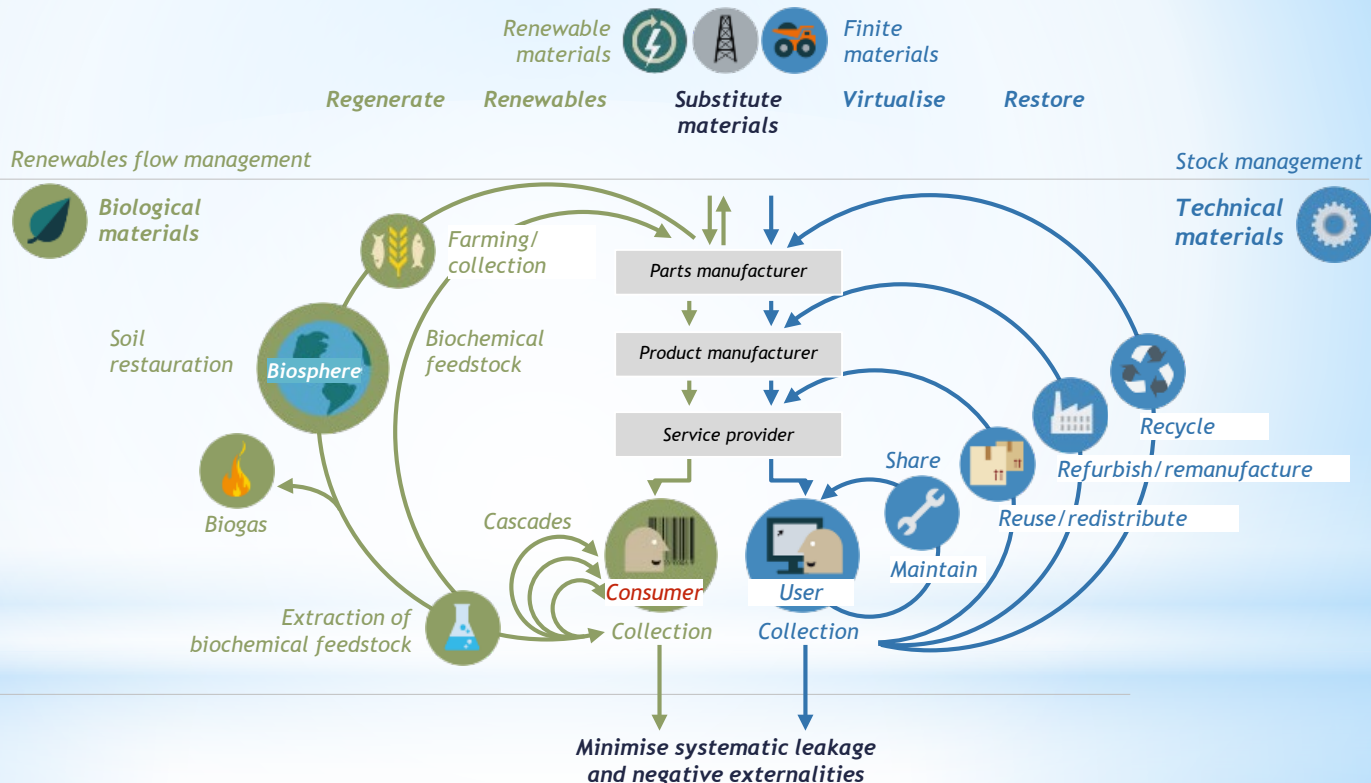 Renewable
materials
Finite
materials
Regenerate
Renewables
Substitute
materials
Virtualise
Restore
Renewables flow management
Stock management
Biological
materials
Technical
materials
Farming/
collection
Parts manufacturer
Soil
restauration
Biosphere
Biochemical
feedstock
Product manufacturer
Service provider
Recycle
Share
Refurbish/remanufacture
Reuse/redistribute
Biogas
Cascades
Maintain
Consumer
User
Extraction of
biochemical feedstock
Collection
Collection
Minimise systematic leakage
and negative externalities